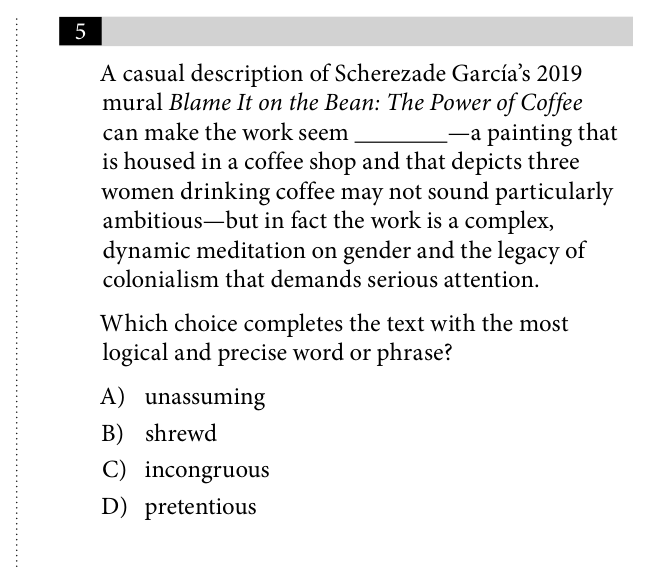 5
A casual description of Scherezade García’s 2019
mural Blame It on the Bean: The Power of Coffee
can make the work seem ________—a painting that
is housed in a coffee shop and that depicts three
women drinking coffee may not sound particularly
ambitious—but in fact the work is a complex,
dynamic meditation on gender and the legacy of
colonialism that demands serious attention.
Which choice completes the text with the most
logical and precise word or phrase?
A) unassuming
B) shrewd
C) incongruous
D) pretentious